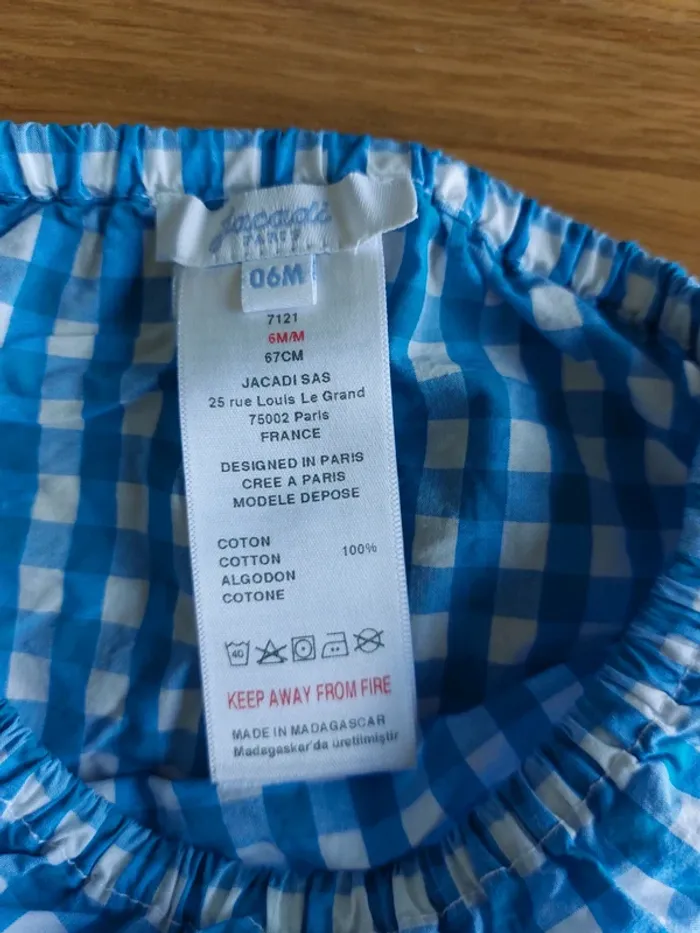 jacadi
PARIS
06M
7121
6M/M
67CM
JACADI SAS
25 rue Louis Le Grand
75002 Paris
FRANCE
DESIGNED IN PARIS
CREE A PARIS
MODELE DEPOSE
COTON
COTTON 100%
ALGODON
COTONE
40
KEEP AWAY FROM FIRE
MADE IN MADAGASCAR
Madagaskar'da üretilmiştir